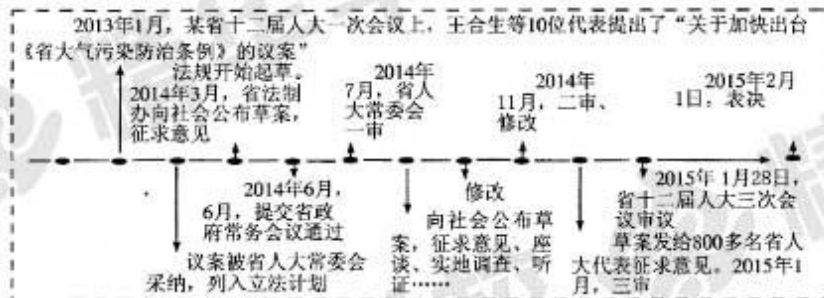 2013年1月，某省十二届人大一次会议上，王合生等10位代表提出了“关于加快出台
《省大气污染防治条例》的议案”
法规开始起草。
2014年3月，省法制
办向社会公布草案，
征求意见
2014年
7月，省人
大常委会
一审
2014年
11月，二审、
修改
2015年2月
1日：表决
2014年6月，
6月，提交省政
府常务会议通过
议案被省人大常委会
采纳，列入立法计划
修改
向社会公布草
案，征求意见、座
谈、实地调查、听
证……
2015年1月28日，
省十二届人大三次会
议审议
草案发给800多名省人
大代表征求意见。2015年1
月，三审